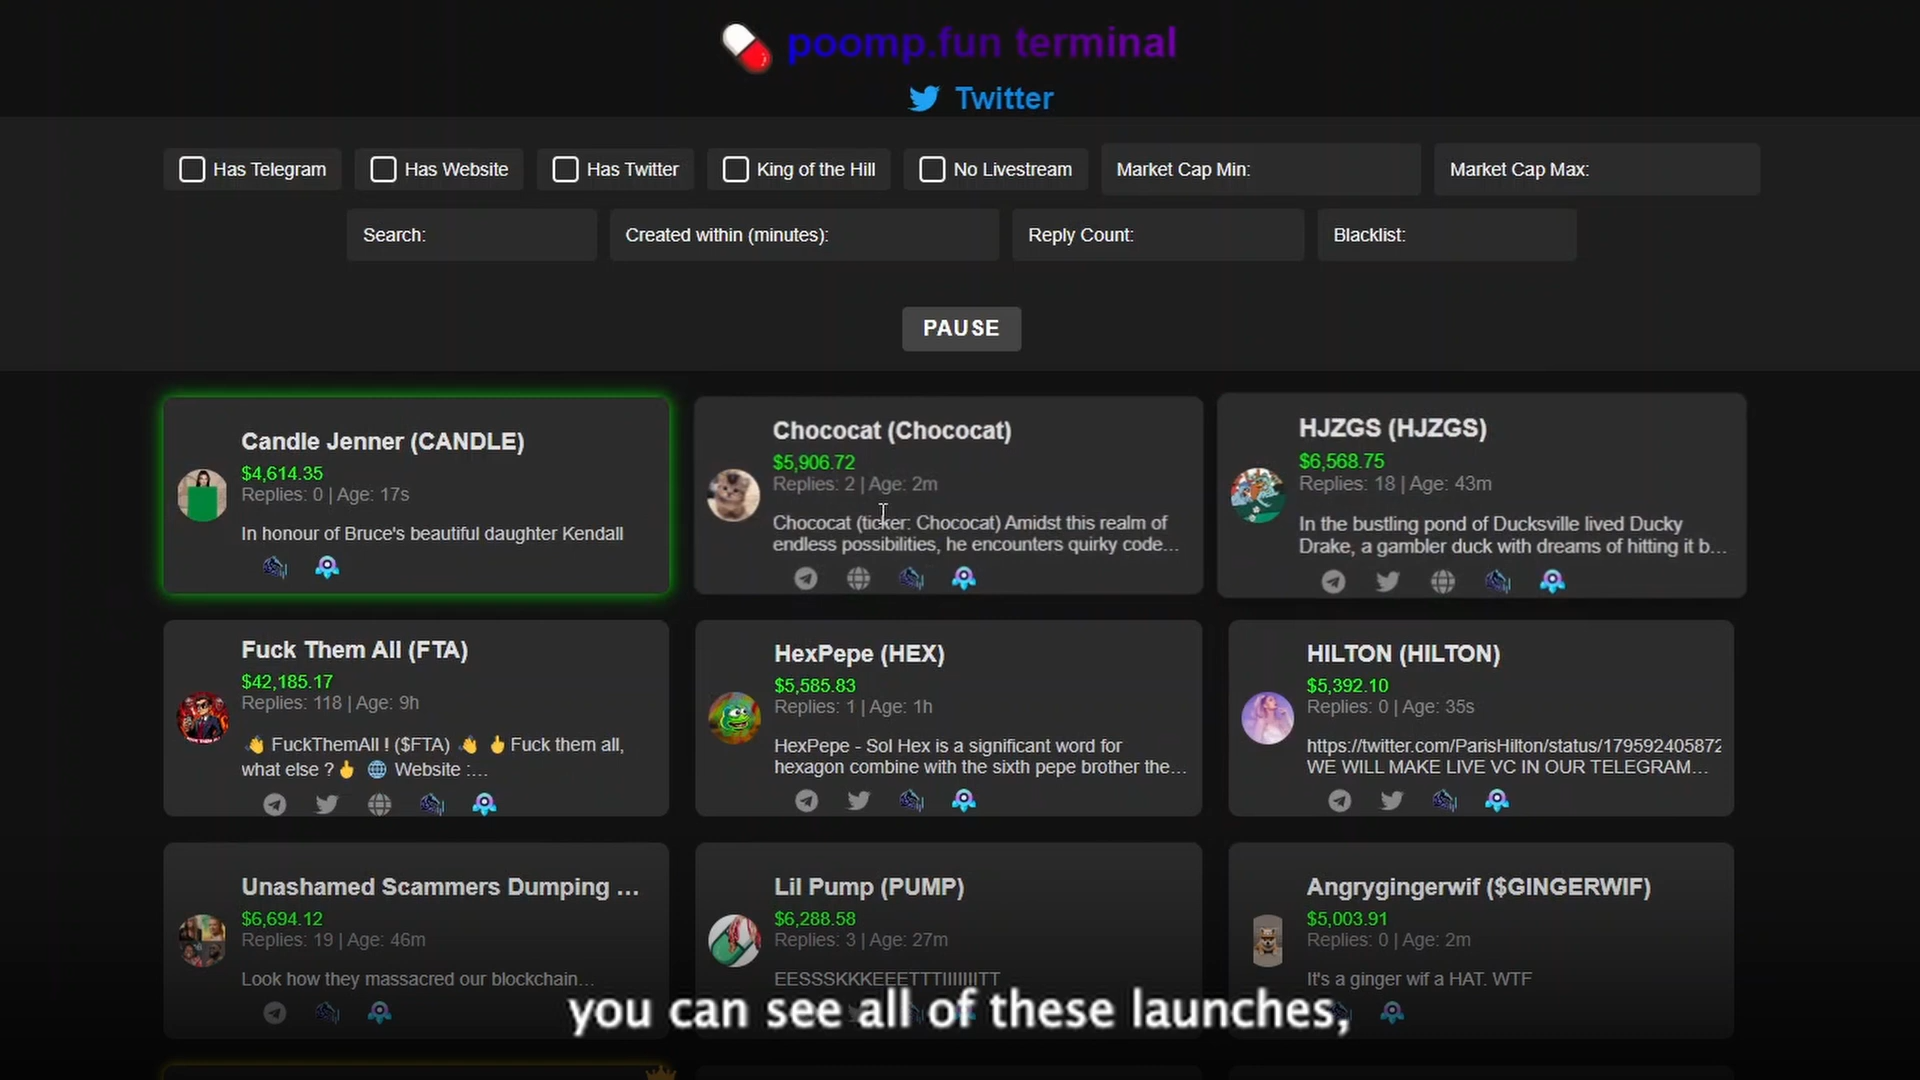 poomp.fun terminal
Twitter
Has Telegram
Has Website
Has Twitter
King of the Hill
No Livestream
Market Cap Min:
Market Cap Max:
Search:
Created within (minutes):
Reply Count:
Blacklist:
PAUSE
Candle Jenner (CANDLE)
$4,614.35
Replies: 0 | Age: 17s
In honour of Bruce's beautiful daughter Kendall
Chococat (Chococat)
$5,906.72
Replies: 2 | Age: 2m
Chococat (ticker: Chococat) Amidst this realm of
endless possibilities, he encounters quirky code...
HJZGS (HJZGS)
$6,568.75
Replies: 18 | Age: 43m
In the bustling pond of Ducksville lived Ducky
Drake, a gambler duck with dreams of hitting it b...
Fuck Them All (FTA)
$42,185.17
Replies: 118 | Age: 9h
👋 FuckThemAll ! ($FTA) 👋 🖕Fuck them all,
what else ?🖕 🌐 Website :...
HexPepe (HEX)
$5,585.83
Replies: 1 | Age: 1h
HexPepe - Sol Hex is a significant word for
hexagon combine with the sixth pepe brother the...
HILTON (HILTON)
$5,392.10
Replies: 0 | Age: 35s
https://twitter.com/ParisHilton/status/179592405872
WE WILL MAKE LIVE VC IN OUR TELEGRAM...
Unashamed Scammers Dumping ...
$6,694.12
Replies: 19 | Age: 46m
Look how they massacred our blockchain...
Lil Pump (PUMP)
$6,288.58
Replies: 3 | Age: 27m
EESSSKKKEEETTTIIIIIIITT
Angrygingerwif ($GINGERWIF)
$5,003.91
Replies: 0 | Age: 2m
It's a ginger wif a HAT. WTF
you can see all of these launches,